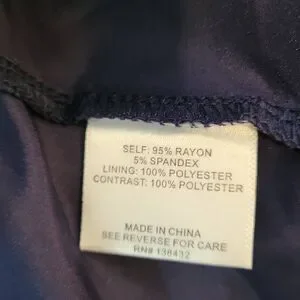 SELF: 95% RAYON
5% SPANDEX
LINING: 100% POLYESTER
CONTRAST: 100% POLYESTER
MADE IN CHINA
SEE REVERSE FOR CARE
RN# 138432